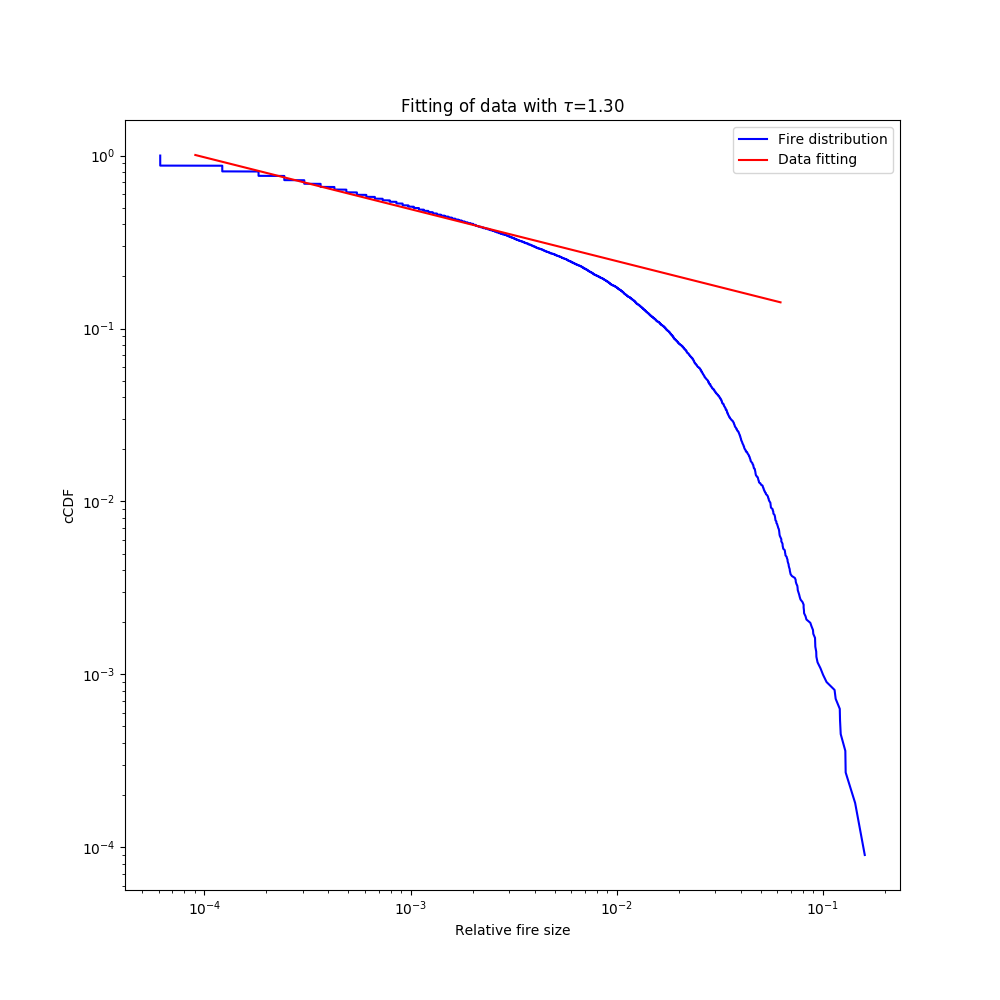 Fitting of data with τ=1.30
Fire distribution
Data fitting
cCDF
10⁰
10⁻¹
10⁻²
10⁻³
10⁻⁴
10⁻⁴ 10⁻³ 10⁻² 10⁻¹
Relative fire size